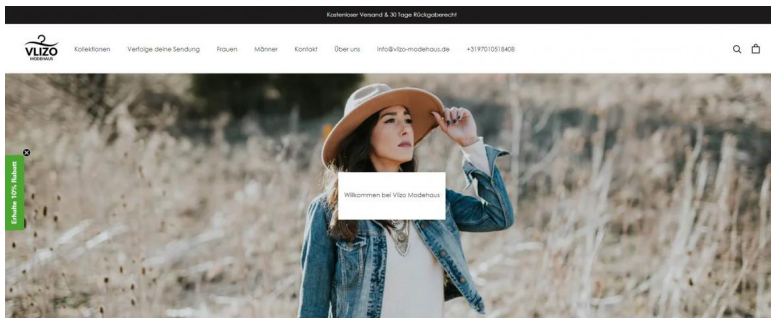 Kostenloser Versand & 30 Tage Rückgaberecht
VLIZO
MODEHAUS
Kollektionen Verfolge deine Sendung Frauen Männer Kontakt Über uns info@vlizo-modehaus.de +3197010518408
Erhalte 10% Rabatt
Willkommen bei Vlizo Modehaus